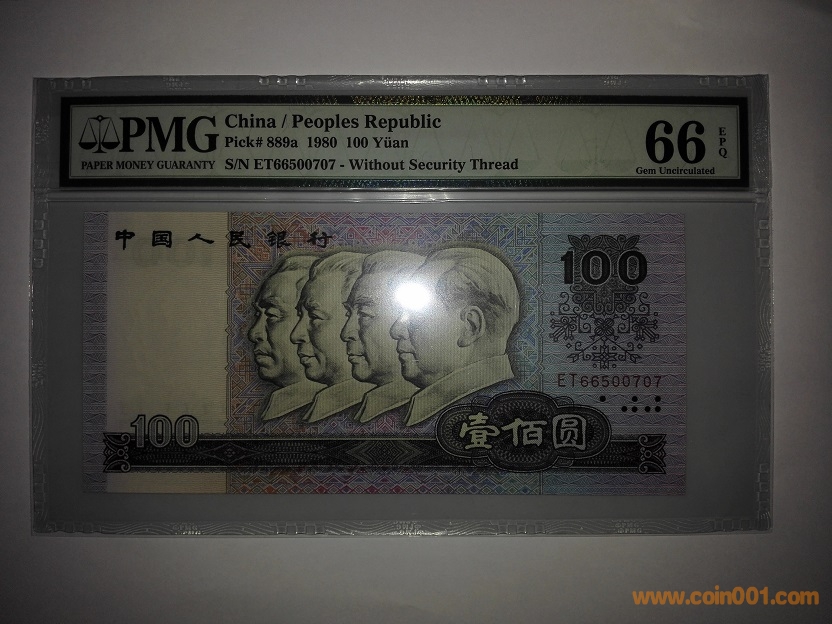 PMG
PAPER MONEY GUARANTY
China / Peoples Republic
Pick# 889a 1980 100 Yüan
S/N ET66500707 - Without Security Thread
66
EPQ
Gem Uncirculated
中国人民银行
100
ET66500707
100
壹佰圆
www.coin001.com